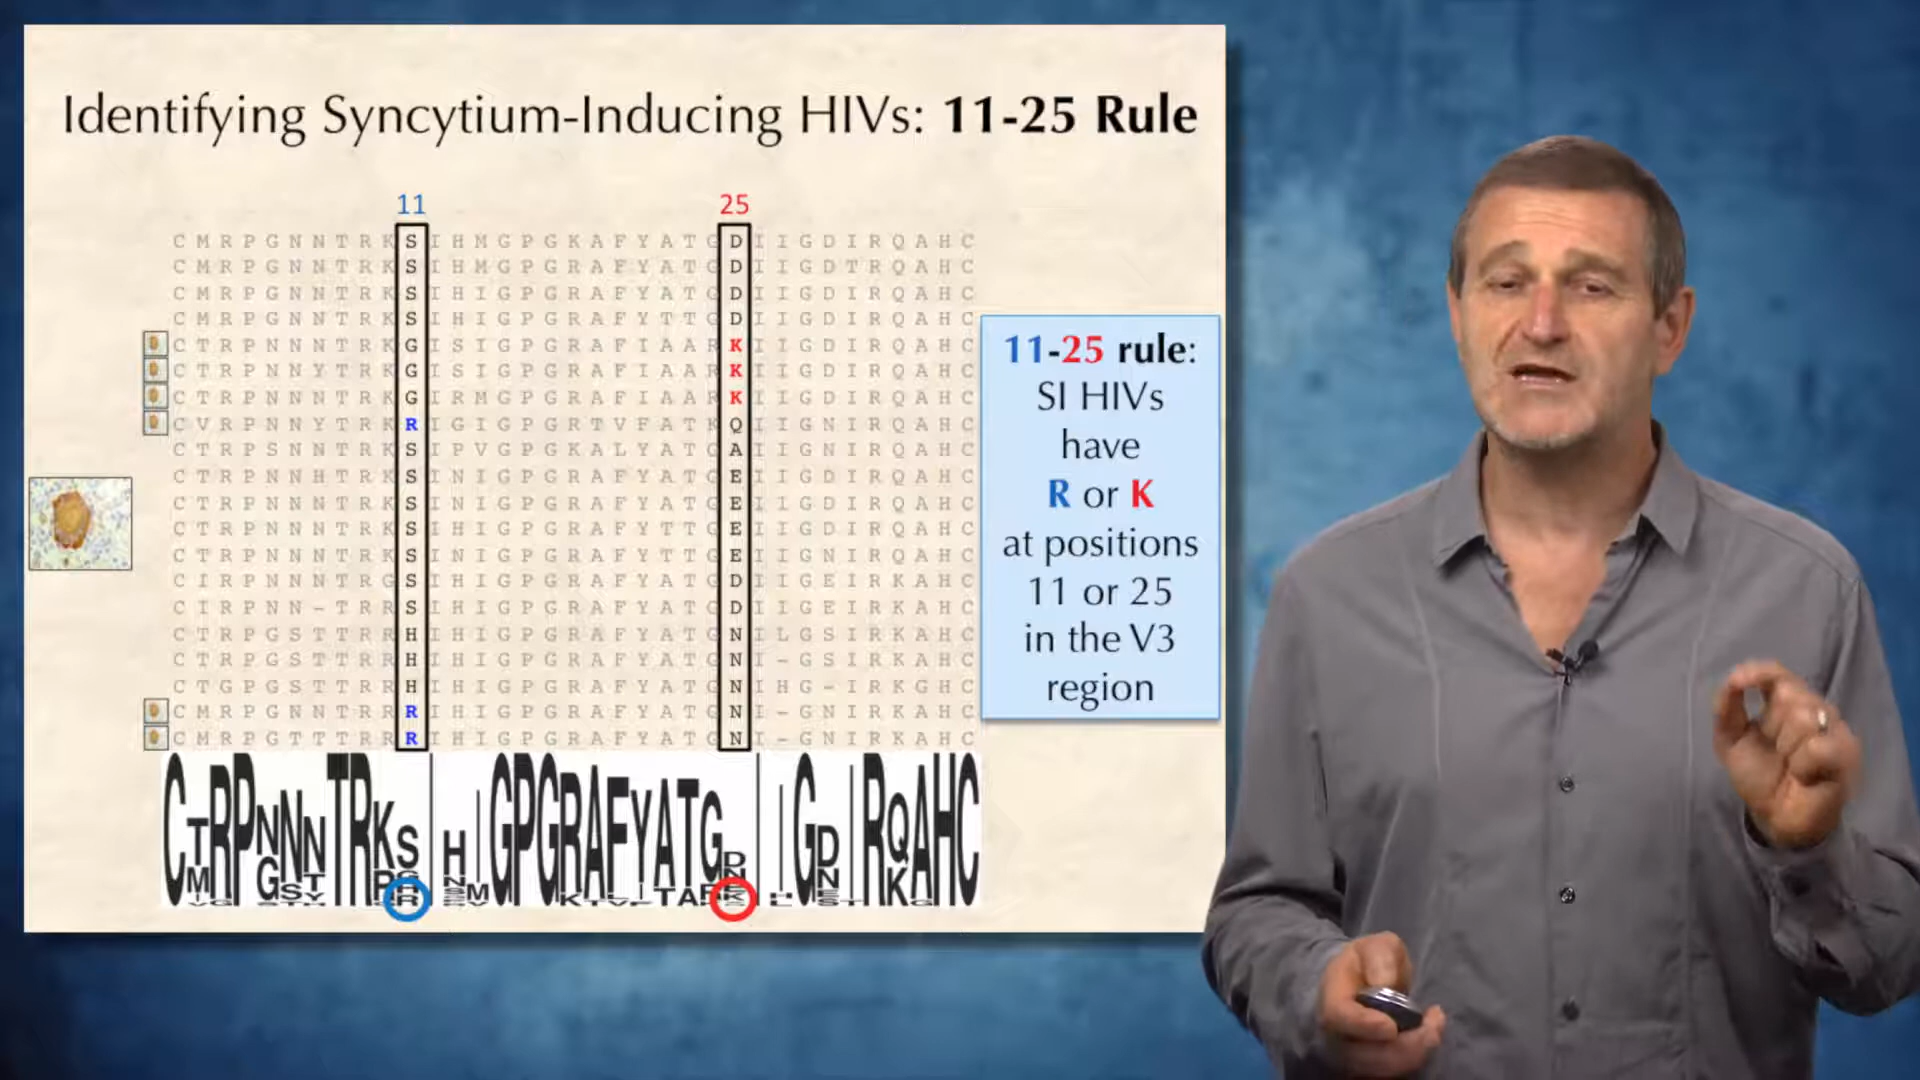 Identifying Syncytium-Inducing HIVs: 11-25 Rule
11 25
C M R P G N N T R K S I H M G P G K A F Y A T G D I I G D I R Q A H C
C M R P G N N T R K S I H M G P G R A F Y A T G D I I G D T R Q A H C
C M R P G N N T R K S I H I G P G R A F Y A T G D I I G D I R Q A H C
C M R P G N N T R K S I H I G P G R A F Y T T G D I I G D I R Q A H C
C T R P N N N T R K G I S I G P G R A F I A A R K I I G D I R Q A H C
C T R P N N Y T R K G I S I G P G R A F I A A R K I I G D I R Q A H C
C T R P N N N T R K G I R M G P G R A F I A A R K I I G D I R Q A H C
C V R P N N Y T R K R I G I G P G R T V F A T K Q I I G N I R Q A H C
C T R P S N N T R K S I P V G P G K A L Y A T G A I I G N I R Q A H C
C T R P N N H T R K S I N I G P G R A F Y A T G E I I G D I R Q A H C
C T R P N N N T R K S I N I G P G R A F Y A T G E I I G D I R Q A H C
C T R P N N N T R K S I H I G P G R A F Y T T G E I I G D I R Q A H C
C T R P N N N T R K S I N I G P G R A F Y T T G E I I G N I R Q A H C
C I R P N N N T R G S I H I G P G R A F Y A T G D I I G E I R K A H C
C I R P N N - T R R S I H I G P G R A F Y A T G D I I G E I R K A H C
C T R P G S T T R R H I H I G P G R A F Y A T G N I L G S I R K A H C
C T R P G S T T R R H I H I G P G R A F Y A T G N I - G S I R K A H C
C T G P G S T T R R H I H I G P G R A F Y A T G N I H G - I R K G H C
C M R P G N N T R R R I H I G P G R A F Y A T G N I - G N I R K A H C
C M R P G T T T R R R I H I G P G R A F Y A T G N I - G N I R K A H C
CTRPNNNTRKSIHIGPGRAFYATGDIIGDIRQAHC
11-25 rule:
SI HIVs
have
R or K
at positions
11 or 25
in the V3
region